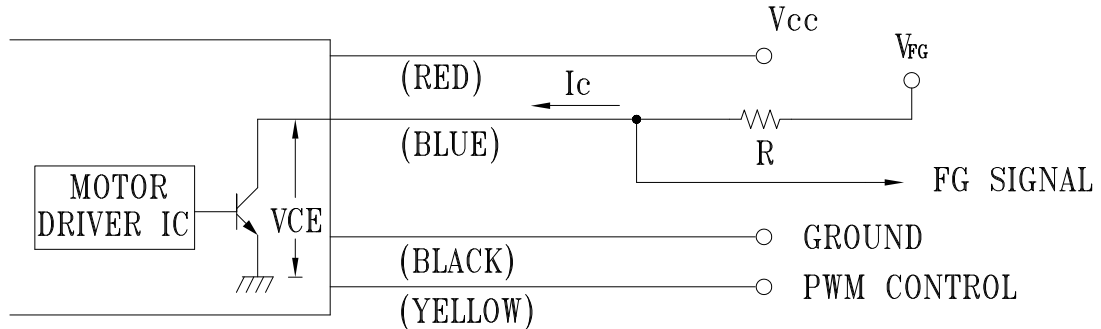 Vcc
VFG
(RED)
Ic
(BLUE)
R
FG SIGNAL
MOTOR
DRIVER IC
VCE
GROUND
(BLACK)
PWM CONTROL
(YELLOW)